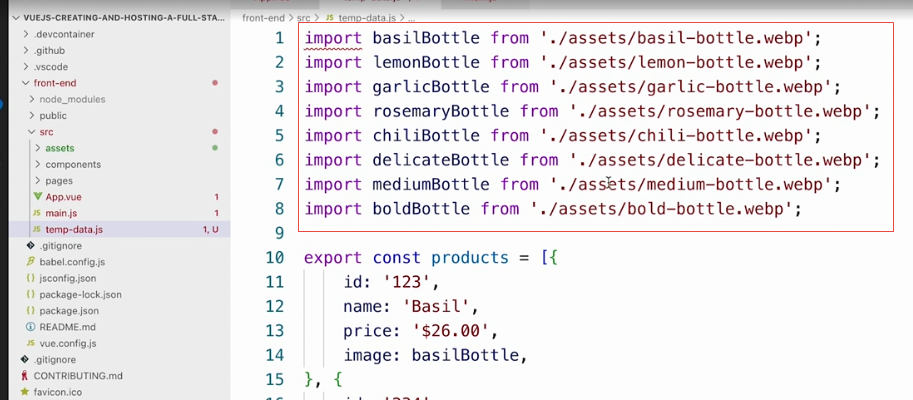 VUEJS-CREATING-AND-HOSTING-A-FULL-STA...
.devcontainer
.github
.vscode
front-end
node_modules
public
src
assets
components
pages
App.vue 1
main.js 1
temp-data.js 1, U
.gitignore
babel.config.js
jsconfig.json
package-lock.json
package.json
README.md
vue.config.js
.gitignore
CONTRIBUTING.md
favicon.ico
front-end > src > JS temp-data.js > ...
1 import basilBottle from './assets/basil-bottle.webp';
2 import lemonBottle from './assets/lemon-bottle.webp';
3 import garlicBottle from './assets/garlic-bottle.webp';
4 import rosemaryBottle from './assets/rosemary-bottle.webp';
5 import chiliBottle from './assets/chili-bottle.webp';
6 import delicateBottle from './assets/delicate-bottle.webp';
7 import mediumBottle from './assets/medium-bottle.webp';
8 import boldBottle from './assets/bold-bottle.webp';
9
10 export const products = [{
11 id: '123',
12 name: 'Basil',
13 price: '$26.00',
14 image: basilBottle,
15 }, {